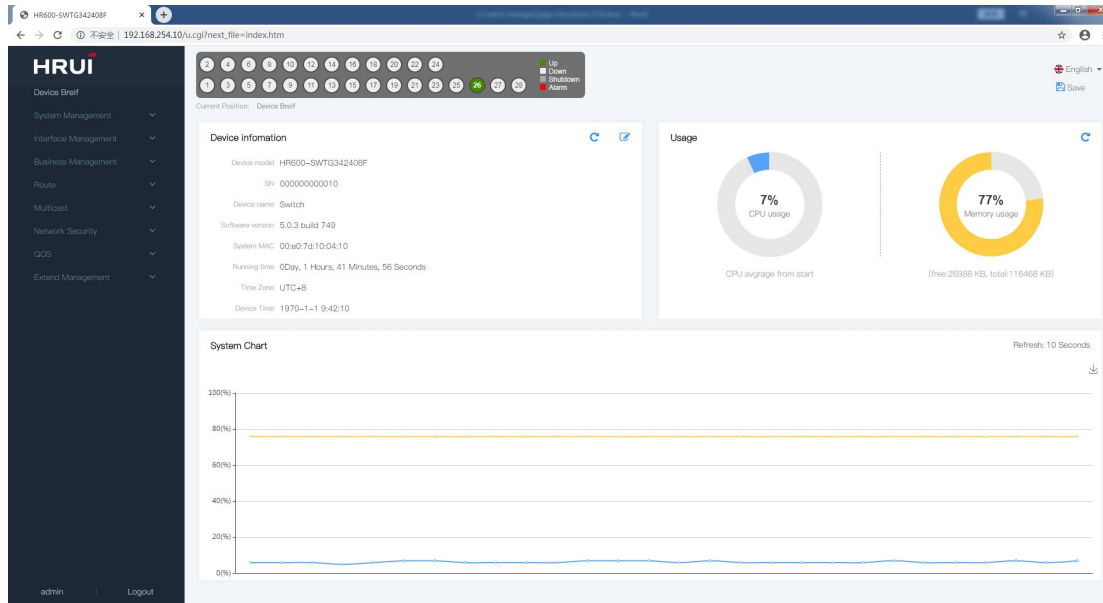 HR600-SWTG342408F
不安全 192.168.254.10/u.cgi?next_file=index.htm
HRUI
2 4 6 8 10 12 14 16 18 20 22 24
1 3 5 7 9 11 13 15 17 19 21 23 25 26 27 28
Up
Down
Shutdown
Alarm
English
Save
Current Position: Device Breif
Device Breif
System Management
Interface Management
Business Management
Route
Multicast
Network Security
QOS
Extend Management
admin
Logout
Device infomation
Device model HR600-SWTG342408F
SN 000000000010
Device name Switch
Software version 5.0.3 build 749
System MAC 00:e0:7d:10:04:10
Running time 0Day, 1 Hours, 41 Minutes, 56 Seconds
Time Zone UTC+8
Device Time 1970-1-1 9:42:10
Usage
7%
CPU usage
CPU avgrage from start
77%
Memory usage
(free:26988 KB, total:116468 KB)
System Chart
Refresh: 10 Seconds
100(%)
80(%)
60(%)
40(%)
20(%)
0(%)